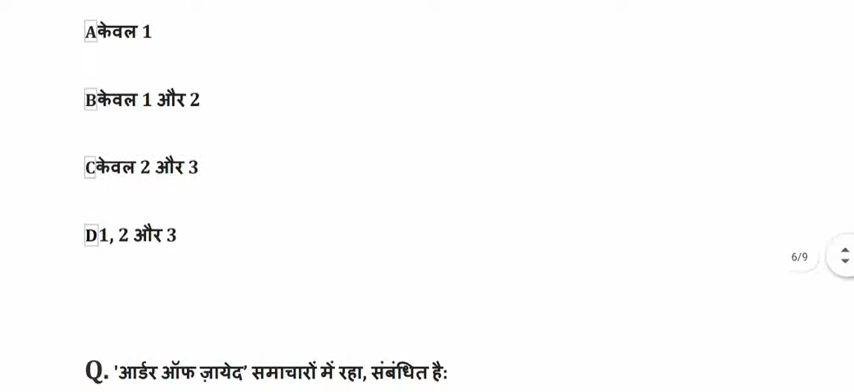 Aकेवल 1
Bकेवल 1 और 2
Cकेवल 2 और 3
D1, 2 और 3
6/9
Q. 'आर्डर ऑफ ज़ायेद’ समाचारों में रहा, संबंधित है: